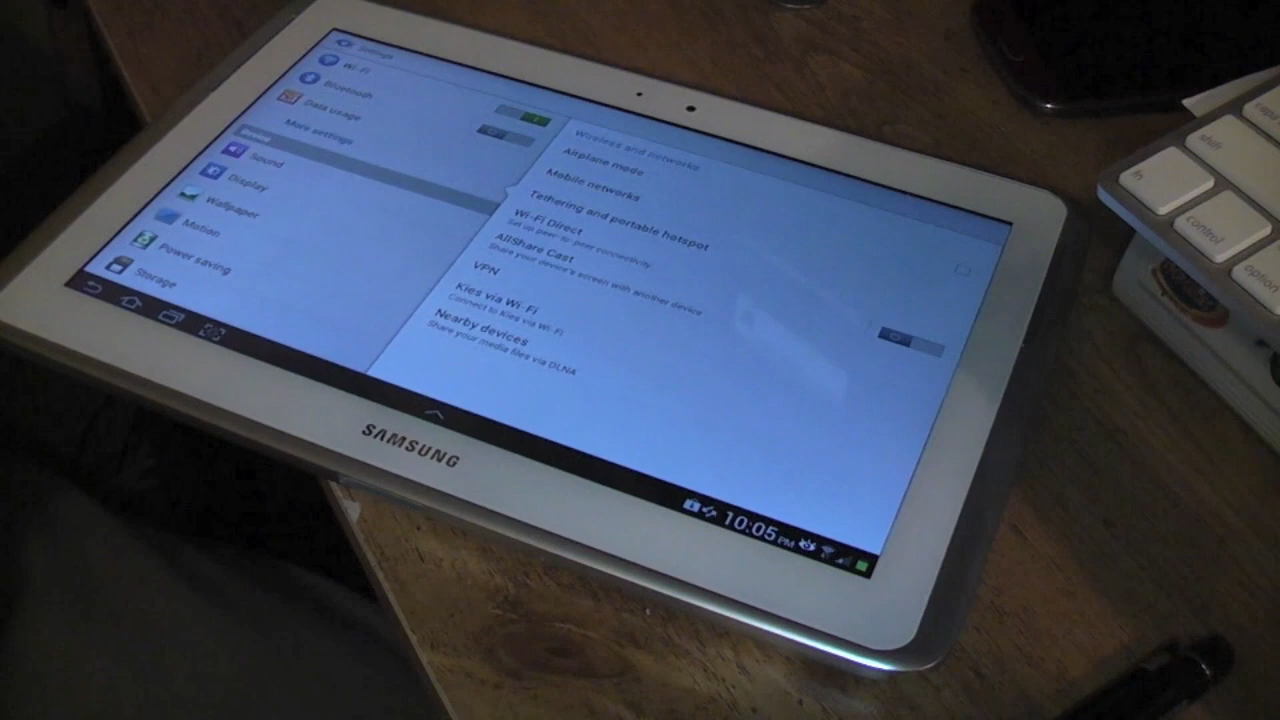 Settings
Wi-Fi
Bluetooth
Data usage
More settings
Sound
Display
Wallpaper
Motion
Power saving
Storage
Wireless and networks
Airplane mode
Mobile networks
Tethering and portable hotspot
Wi-Fi Direct
Set up peer-to-peer connectivity
AllShare Cast
Share your device's screen with another device
VPN
Kies via Wi-Fi
Connect to Kies via Wi-Fi
Nearby devices
Share your media files via DLNA
SAMSUNG
10:05 PM
shift
fn
control
option